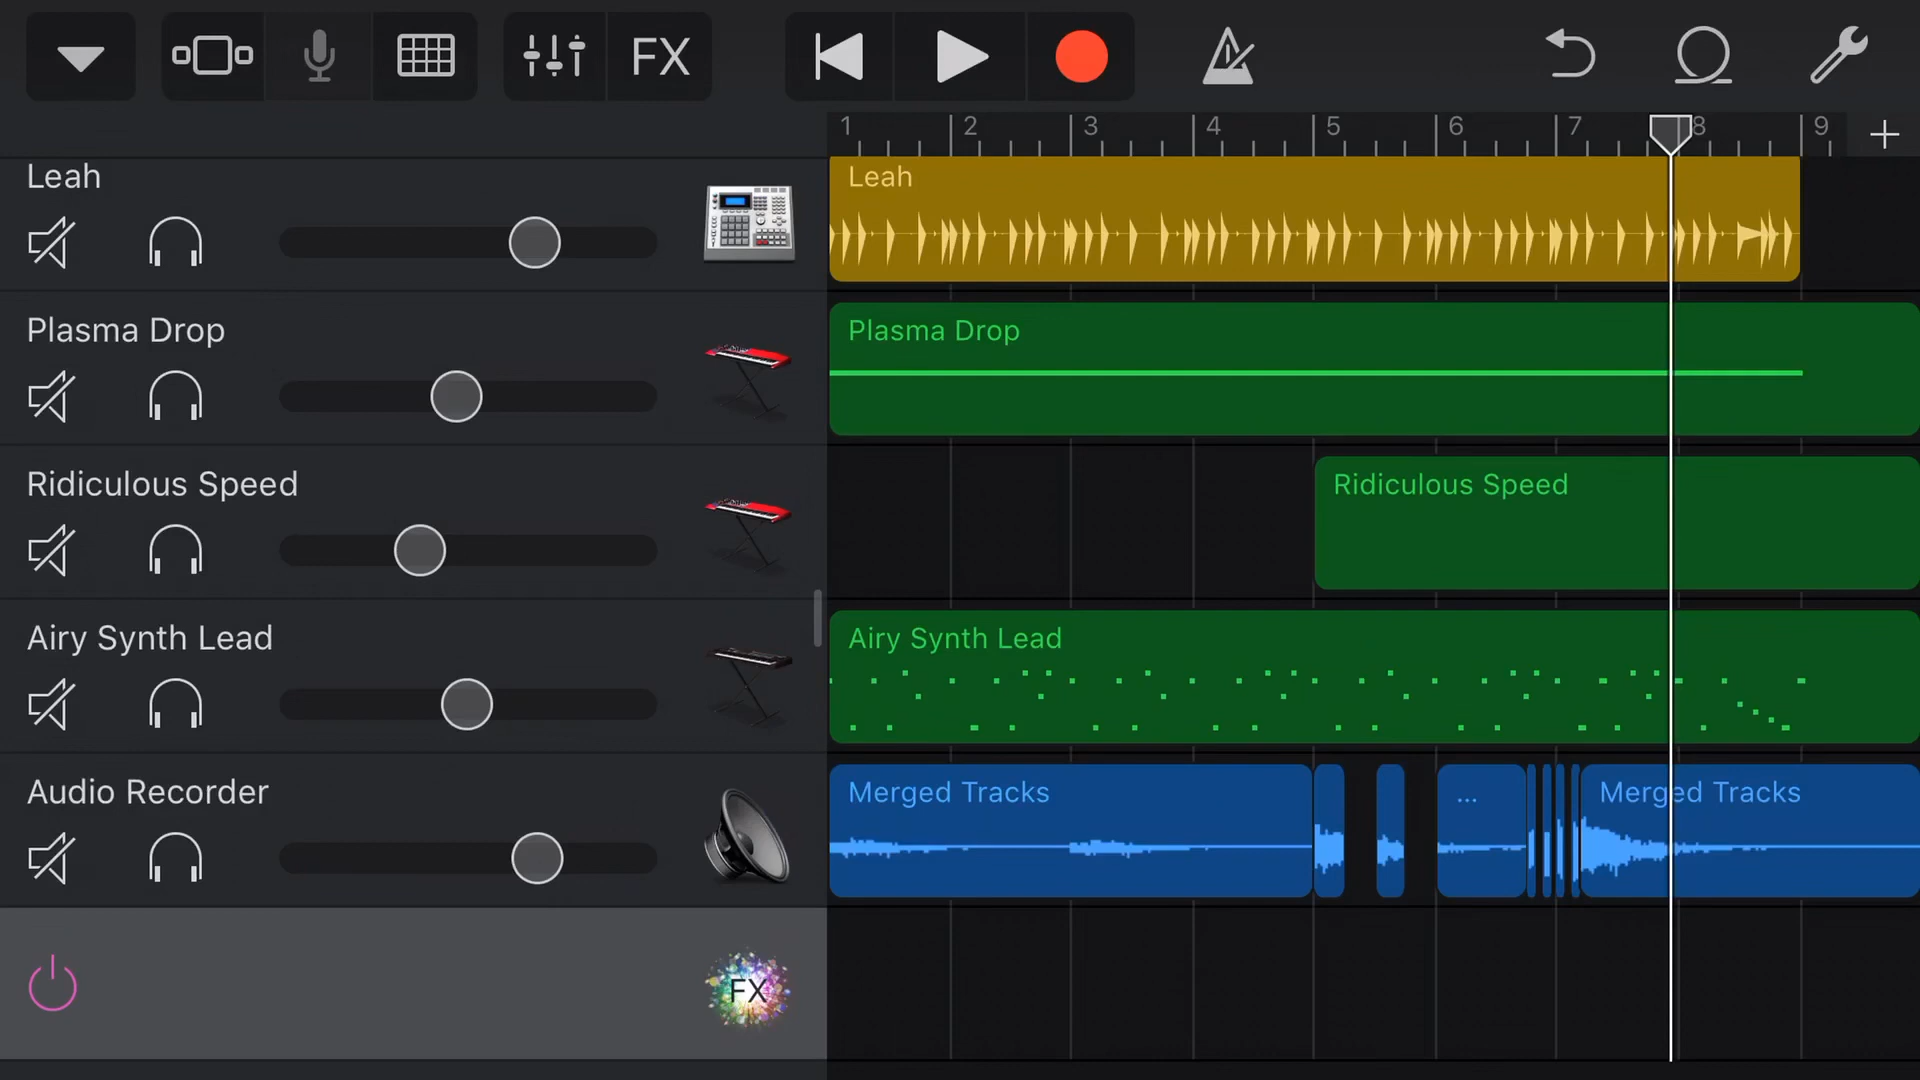 FX
1 2 3 4 5 6 7 8 9
Leah
Leah
Plasma Drop
Plasma Drop
Ridiculous Speed
Ridiculous Speed
Airy Synth Lead
Airy Synth Lead
Audio Recorder
Merged Tracks
...
Merged Tracks
FX